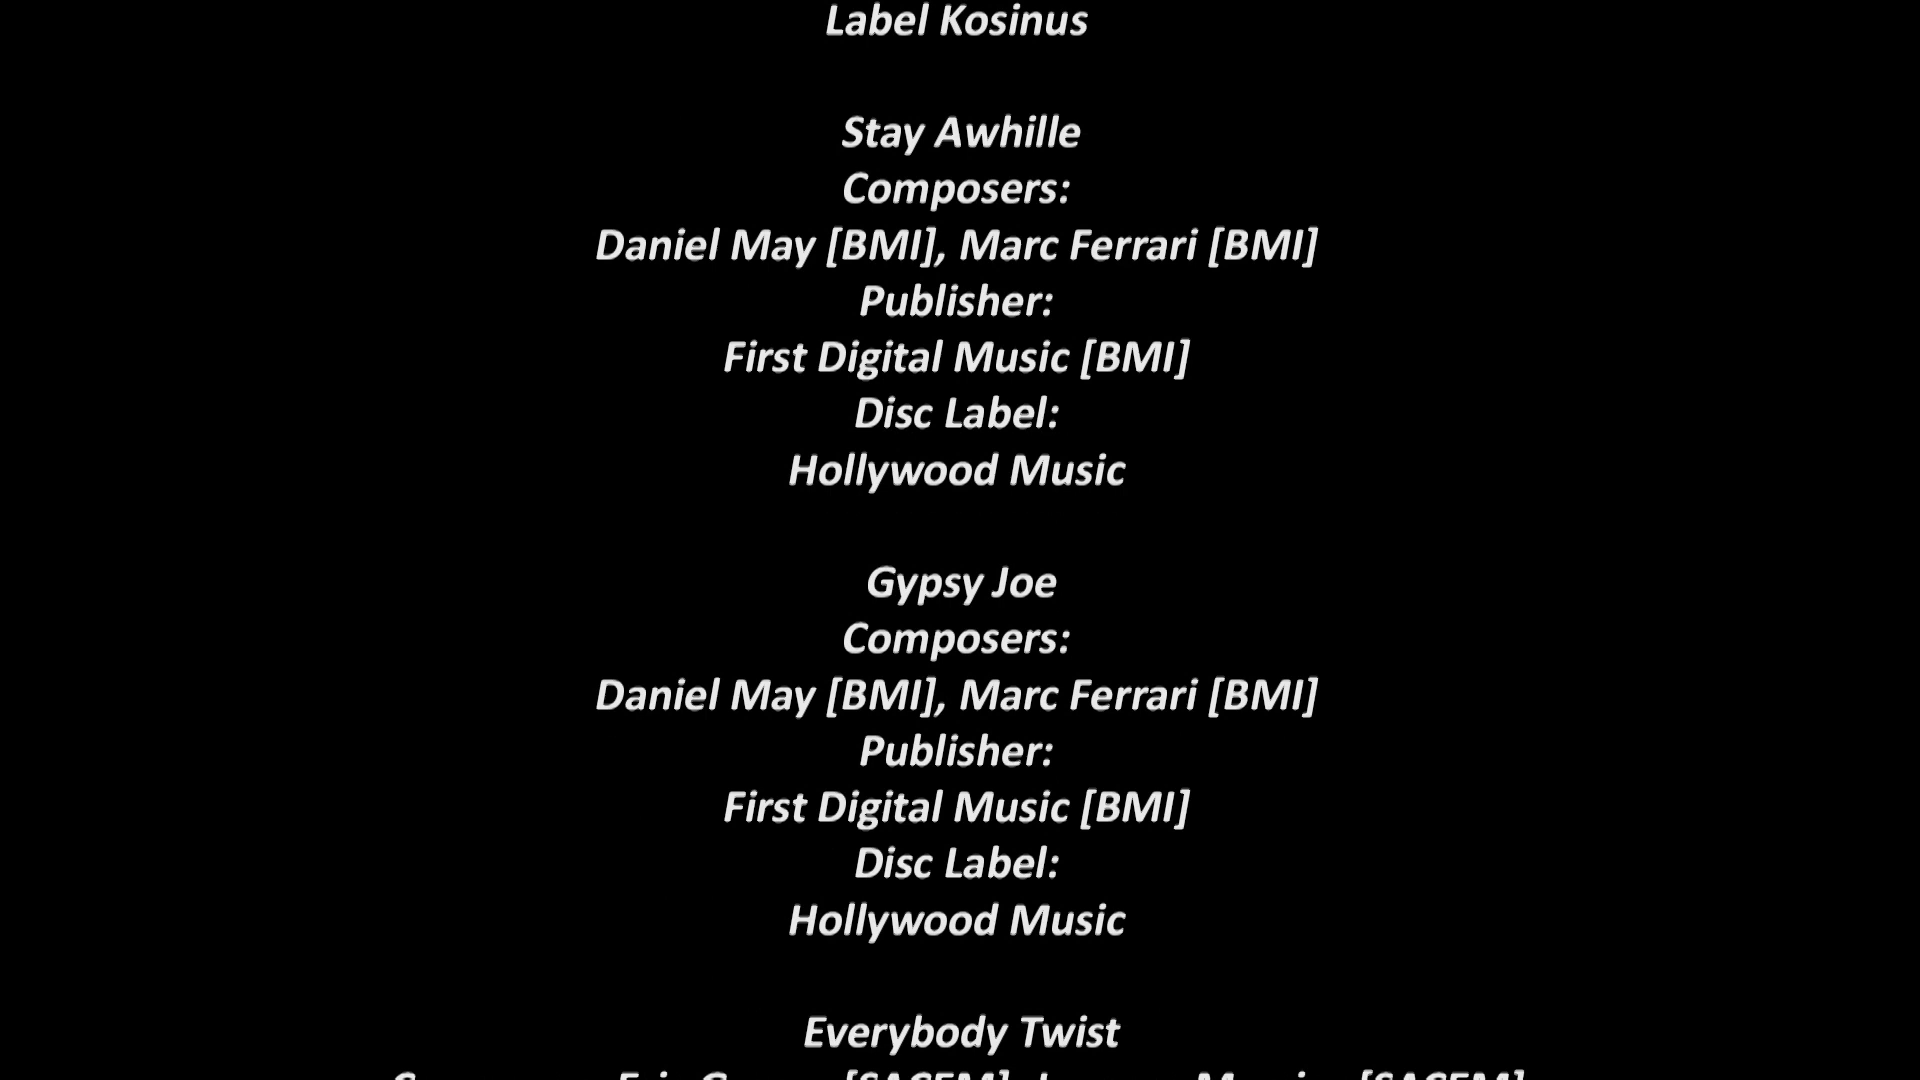 Label Kosinus
Stay Awhille
Composers:
Daniel May [BMI], Marc Ferrari [BMI]
Publisher:
First Digital Music [BMI]
Disc Label:
Hollywood Music
Gypsy Joe
Composers:
Daniel May [BMI], Marc Ferrari [BMI]
Publisher:
First Digital Music [BMI]
Disc Label:
Hollywood Music
Everybody Twist